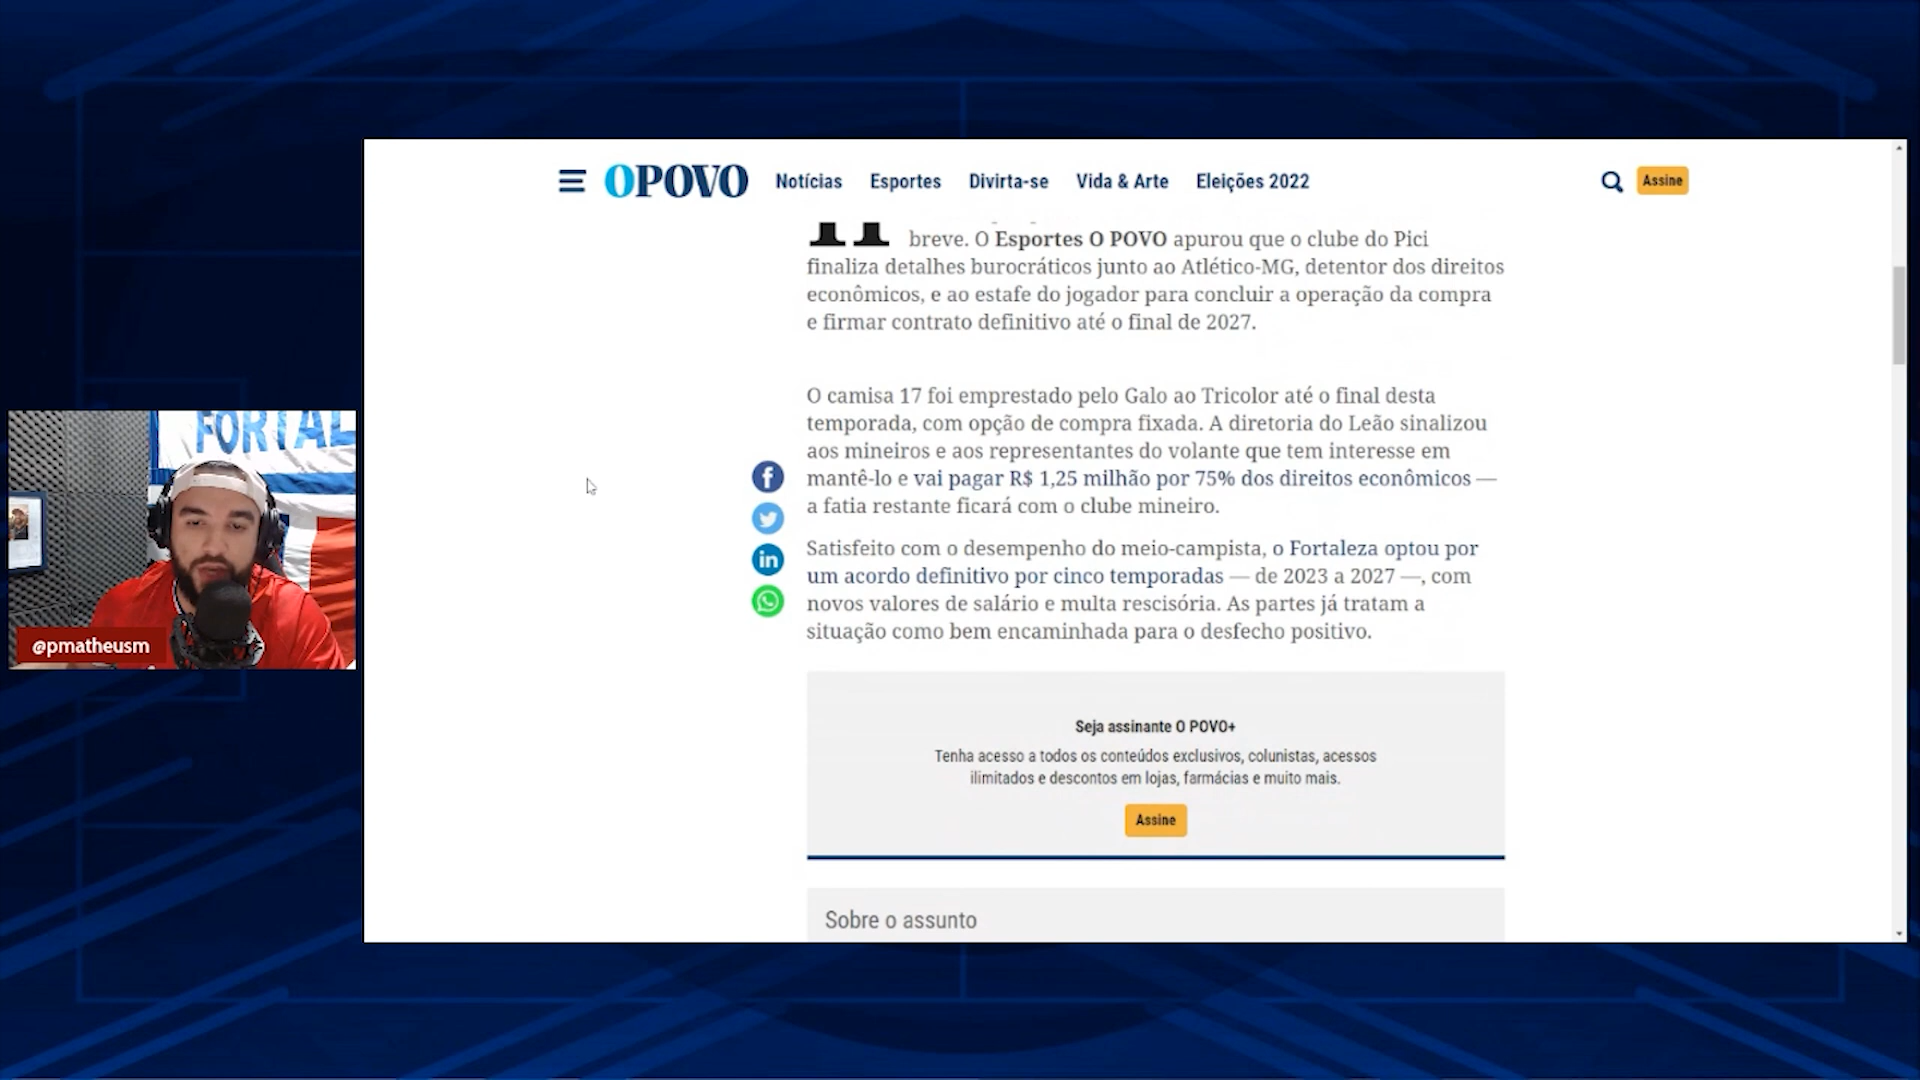 OPOVO Notícias Esportes Divirta-se Vida & Arte Eleições 2022 Assine
breve. O Esportes O POVO apurou que o clube do Pici
finaliza detalhes burocráticos junto ao Atlético-MG, detentor dos direitos
econômicos, e ao estafe do jogador para concluir a operação da compra
e firmar contrato definitivo até o final de 2027.
O camisa 17 foi emprestado pelo Galo ao Tricolor até o final desta
temporada, com opção de compra fixada. A diretoria do Leão sinalizou
aos mineiros e aos representantes do volante que tem interesse em
mantê-lo e vai pagar R$ 1,25 milhão por 75% dos direitos econômicos —
a fatia restante ficará com o clube mineiro.
Satisfeito com o desempenho do meio-campista, o Fortaleza optou por
um acordo definitivo por cinco temporadas — de 2023 a 2027 —, com
novos valores de salário e multa rescisória. As partes já tratam a
situação como bem encaminhada para o desfecho positivo.
Seja assinante O POVO+
Tenha acesso a todos os conteúdos exclusivos, colunistas, acessos
ilimitados e descontos em lojas, farmácias e muito mais.
Assine
Sobre o assunto
FORTAL
@pmatheusm